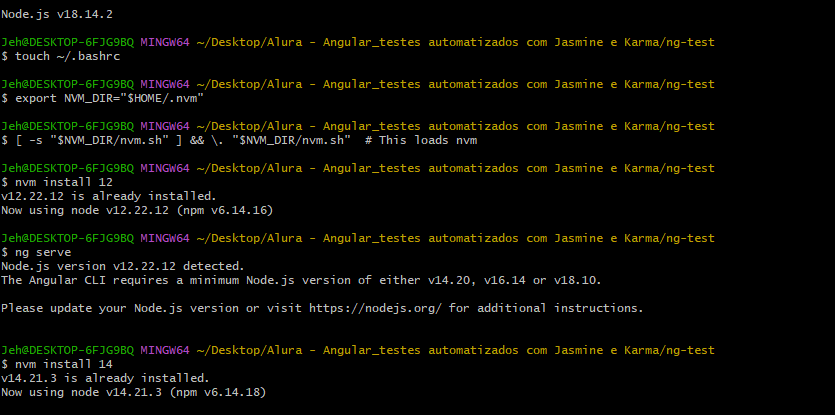 Node.js v18.14.2
Jeh@DESKTOP-6FJG9BQ MINGW64 ~/Desktop/Alura - Angular_testes automatizados com Jasmine e Karma/ng-test
$ touch ~/.bashrc
Jeh@DESKTOP-6FJG9BQ MINGW64 ~/Desktop/Alura - Angular_testes automatizados com Jasmine e Karma/ng-test
$ export NVM_DIR="$HOME/.nvm"
Jeh@DESKTOP-6FJG9BQ MINGW64 ~/Desktop/Alura - Angular_testes automatizados com Jasmine e Karma/ng-test
$ [ -s "$NVM_DIR/nvm.sh" ] && \. "$NVM_DIR/nvm.sh"  # This loads nvm
Jeh@DESKTOP-6FJG9BQ MINGW64 ~/Desktop/Alura - Angular_testes automatizados com Jasmine e Karma/ng-test
$ nvm install 12
v12.22.12 is already installed.
Now using node v12.22.12 (npm v6.14.16)
Jeh@DESKTOP-6FJG9BQ MINGW64 ~/Desktop/Alura - Angular_testes automatizados com Jasmine e Karma/ng-test
$ ng serve
Node.js version v12.22.12 detected.
The Angular CLI requires a minimum Node.js version of either v14.20, v16.14 or v18.10.
Please update your Node.js version or visit https://nodejs.org/ for additional instructions.
Jeh@DESKTOP-6FJG9BQ MINGW64 ~/Desktop/Alura - Angular_testes automatizados com Jasmine e Karma/ng-test
$ nvm install 14
v14.21.3 is already installed.
Now using node v14.21.3 (npm v6.14.18)